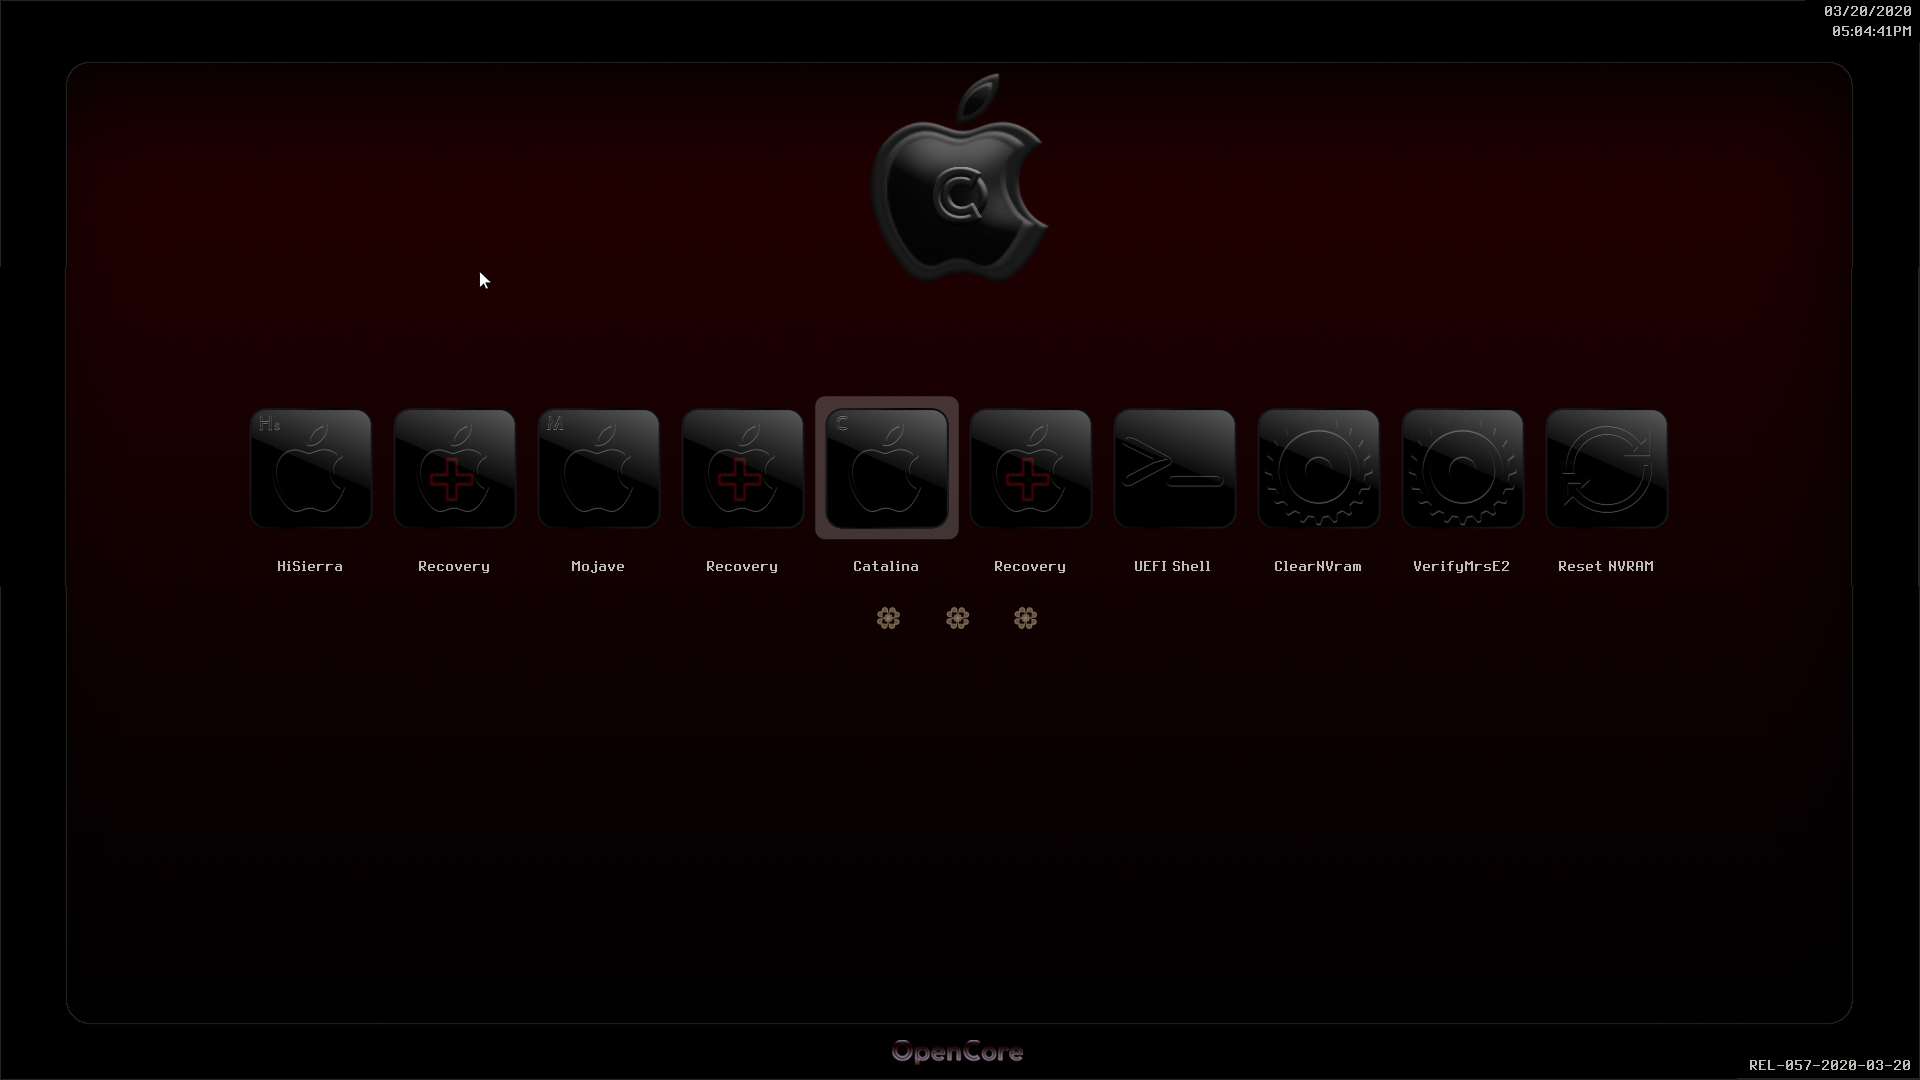 03/20/2020
05:04:41PM
C
Hs
M
C
HiSierra
Recovery
Mojave
Recovery
Catalina
Recovery
UEFI Shell
ClearNVram
VerifyMrsE2
Reset NVRAM
OpenCore
REL-057-2020-03-20